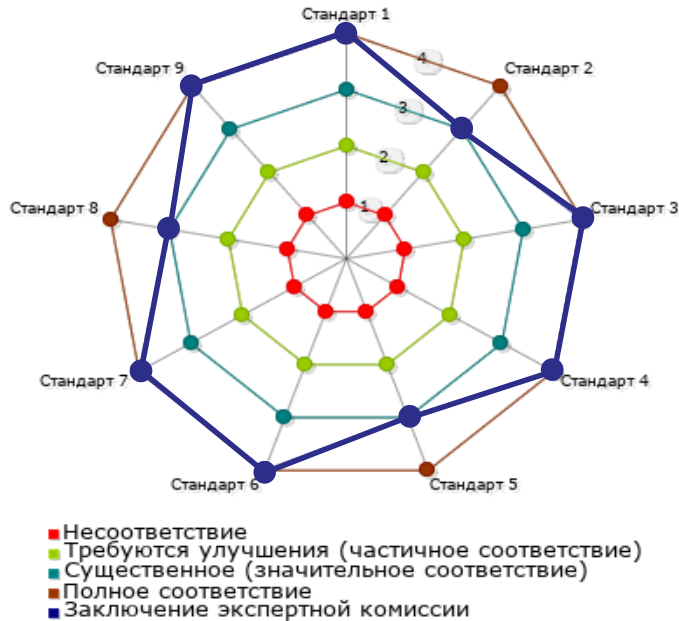 Стандарт 1
4
Стандарт 9
Стандарт 2
3
2
Стандарт 8
1
Стандарт 3
Стандарт 7
Стандарт 4
Стандарт 6
Стандарт 5
Несоответствие
Требуются улучшения (частичное соответствие)
Существенное (значительное соответствие)
Полное соответствие
Заключение экспертной комиссии